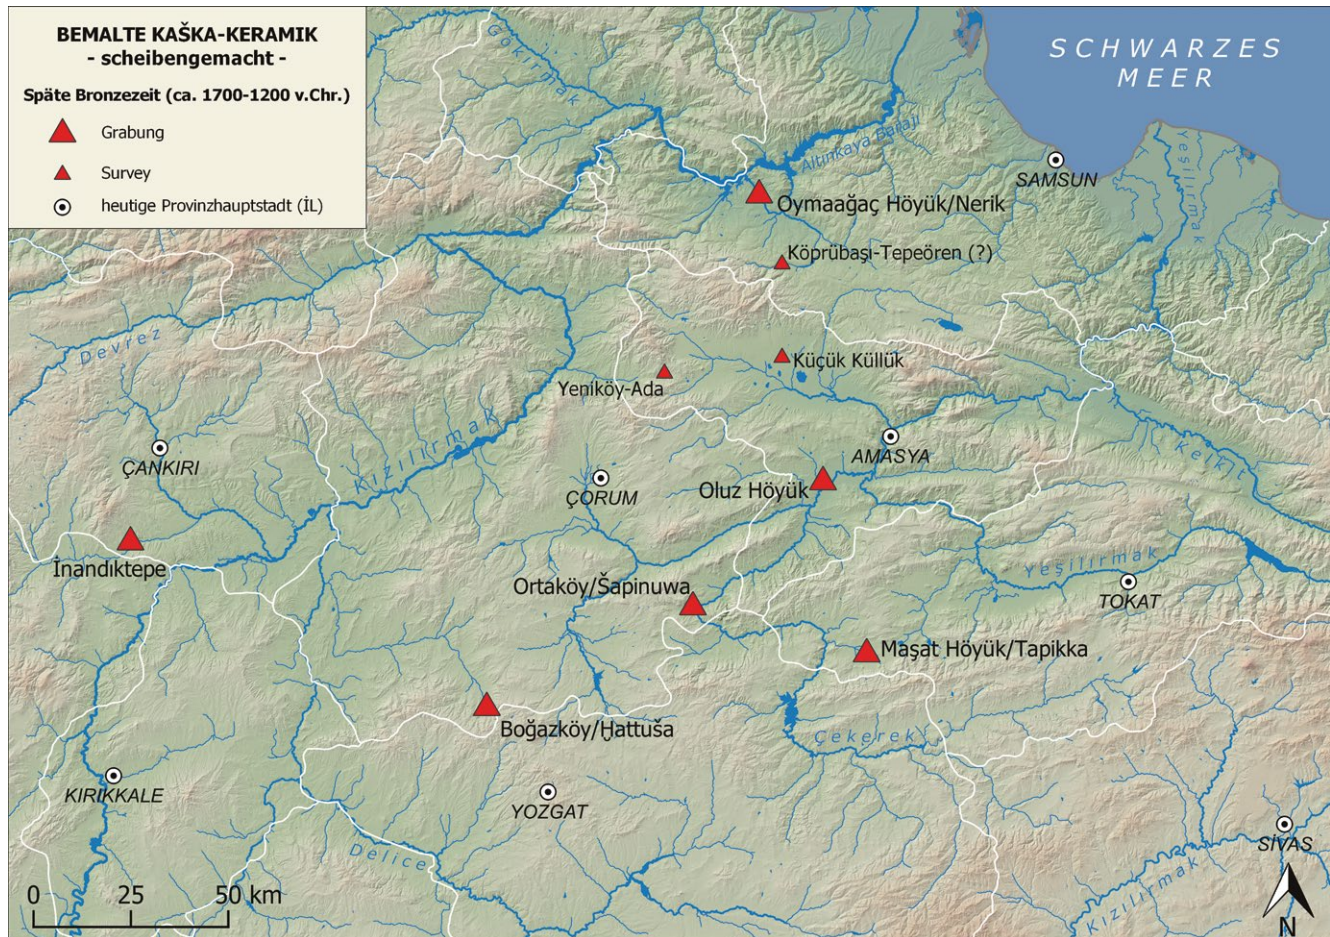 BEMALTE KAŠKA-KERAMIK
- scheibengemacht -
Späte Bronzezeit (ca. 1700-1200 v.Chr.)
Grabung
Survey
heutige Provinzhauptstadt (İL)
SCHWARZES
MEER
Gökırmak
Altınkaya Barajı
Yeşilırmak
SAMSUN
Oymaağaç Höyük/Nerik
Köprübaşı-Tepeören (?)
Devrez
Küçük Küllük
Yeniköy-Ada
Kızılırmak
ÇANKIRI
AMASYA
Kelkit
ÇORUM
Oluz Höyük
İnandıktepe
Yeşilırmak
Ortaköy/Šapinuwa
TOKAT
Maşat Höyük/Tapikka
Boğazköy/Ḫattuša
Çekerek
KIRIKKALE
YOZGAT
Delice
SİVAS
Kızılırmak
0 25 50 km
N